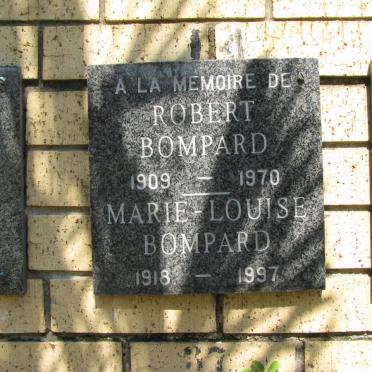 A LA MEMOIRE DE
ROBERT
BOMPARD
1909 — 1970
MARIE-LOUISE
BOMPARD
1918 — 1997